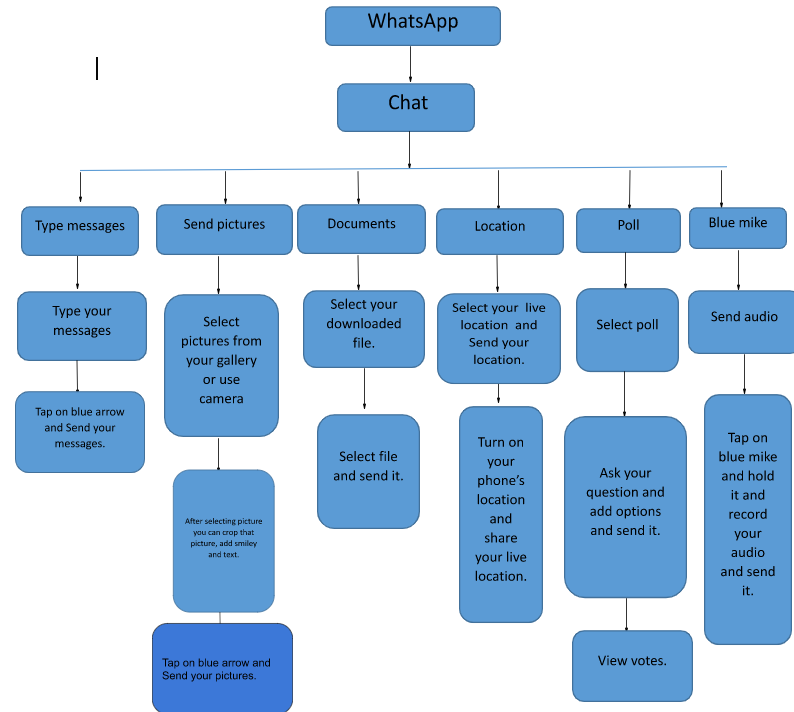 WhatsApp
Chat
Type messages
Send pictures
Documents
Location
Poll
Blue mike
Type your
messages
Select
pictures from
your gallery
or use
camera
Select your
downloaded
file.
Select your live
location and
Send your
location.
Select poll
Send audio
Tap on blue arrow
and Send your
messages.
After selecting picture
you can crop that
picture, add smiley
and text.
Select file
and send it.
Turn on
your
phone's
location
and
share
your live
location.
Ask your
question and
add options
and send it.
Tap on
blue mike
and hold
it and
record
your
audio
and send
it.
Tap on blue arrow and
Send your pictures.
View votes.